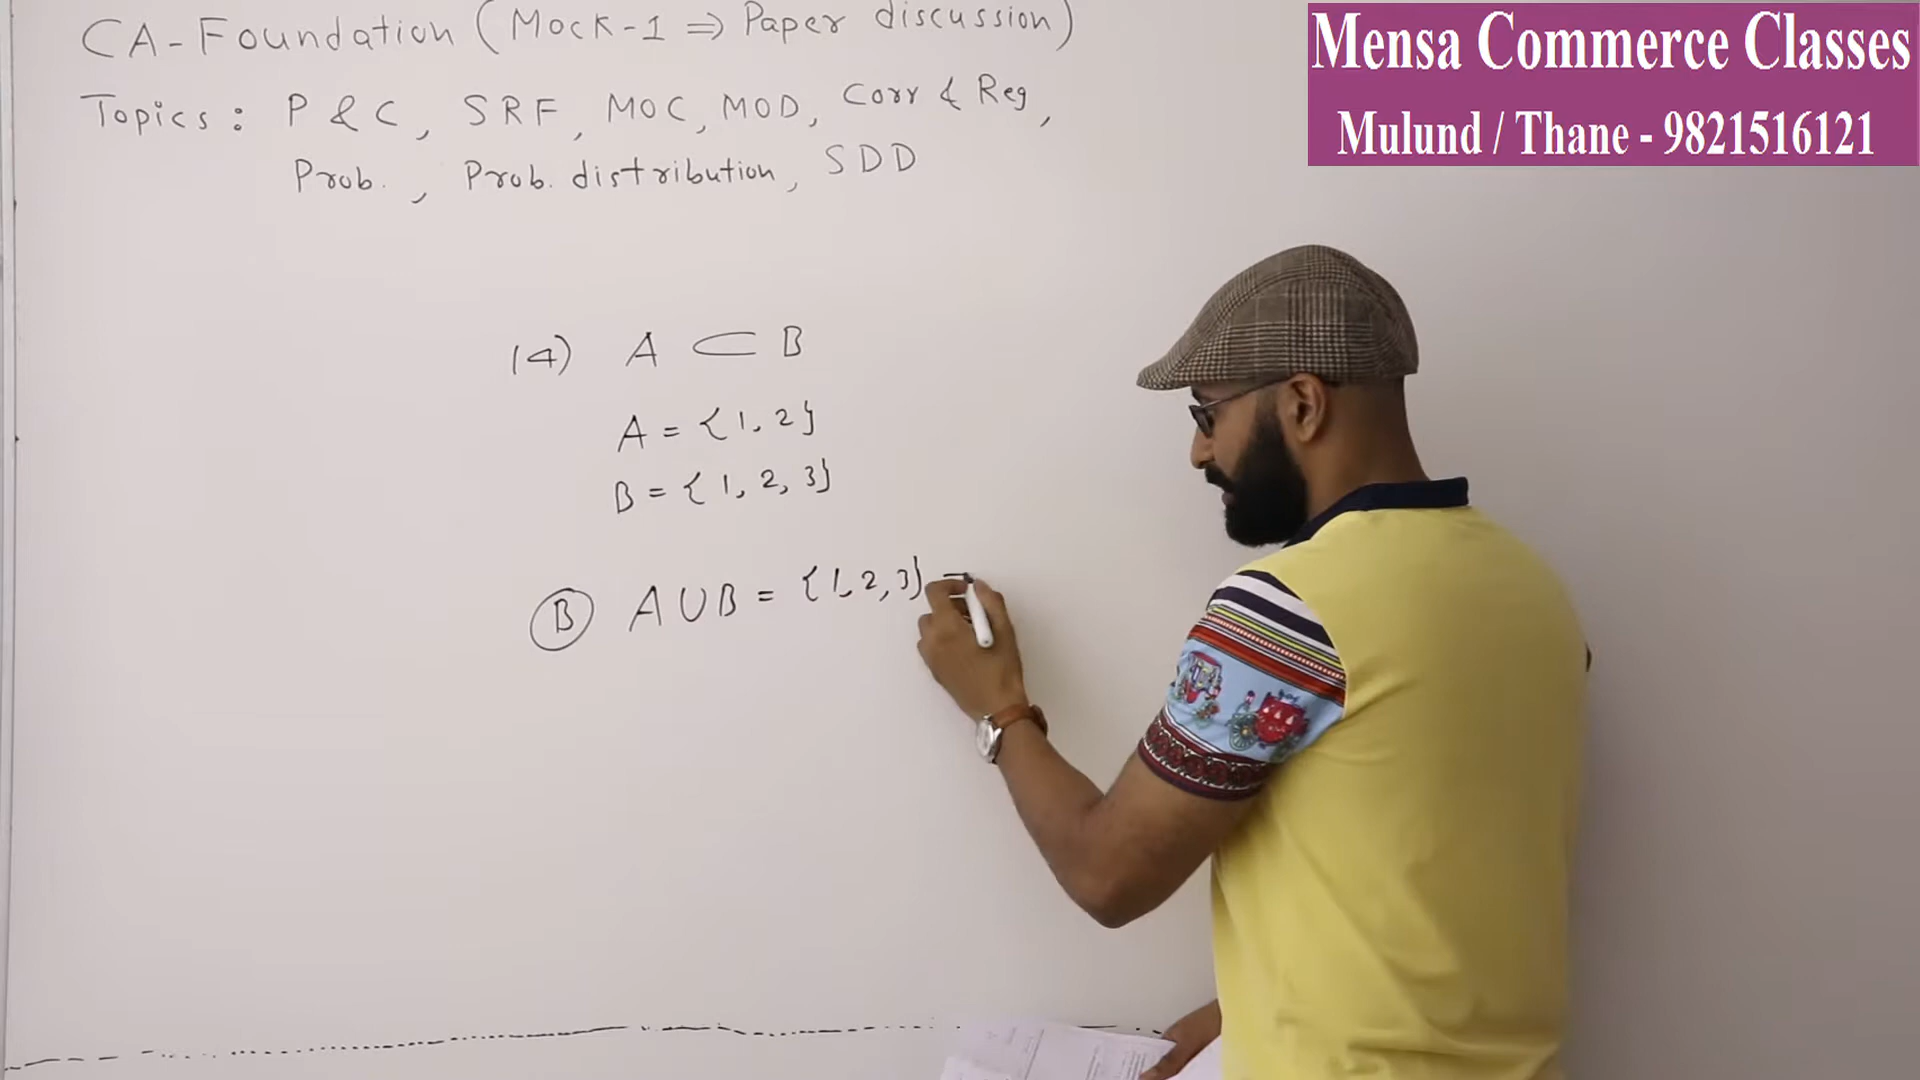 CA-Foundation (Mock-1 ⇒ Paper discussion)
Topics: P & C, SRF, MOC, MOD, Corr & Reg,
Prob., Prob. distribution, SDD
Mensa Commerce Classes
Mulund / Thane - 9821516121
14) A ⊂ B
A = {1, 2}
B = {1, 2, 3}
(B) A ∪ B = {1, 2, 3} =